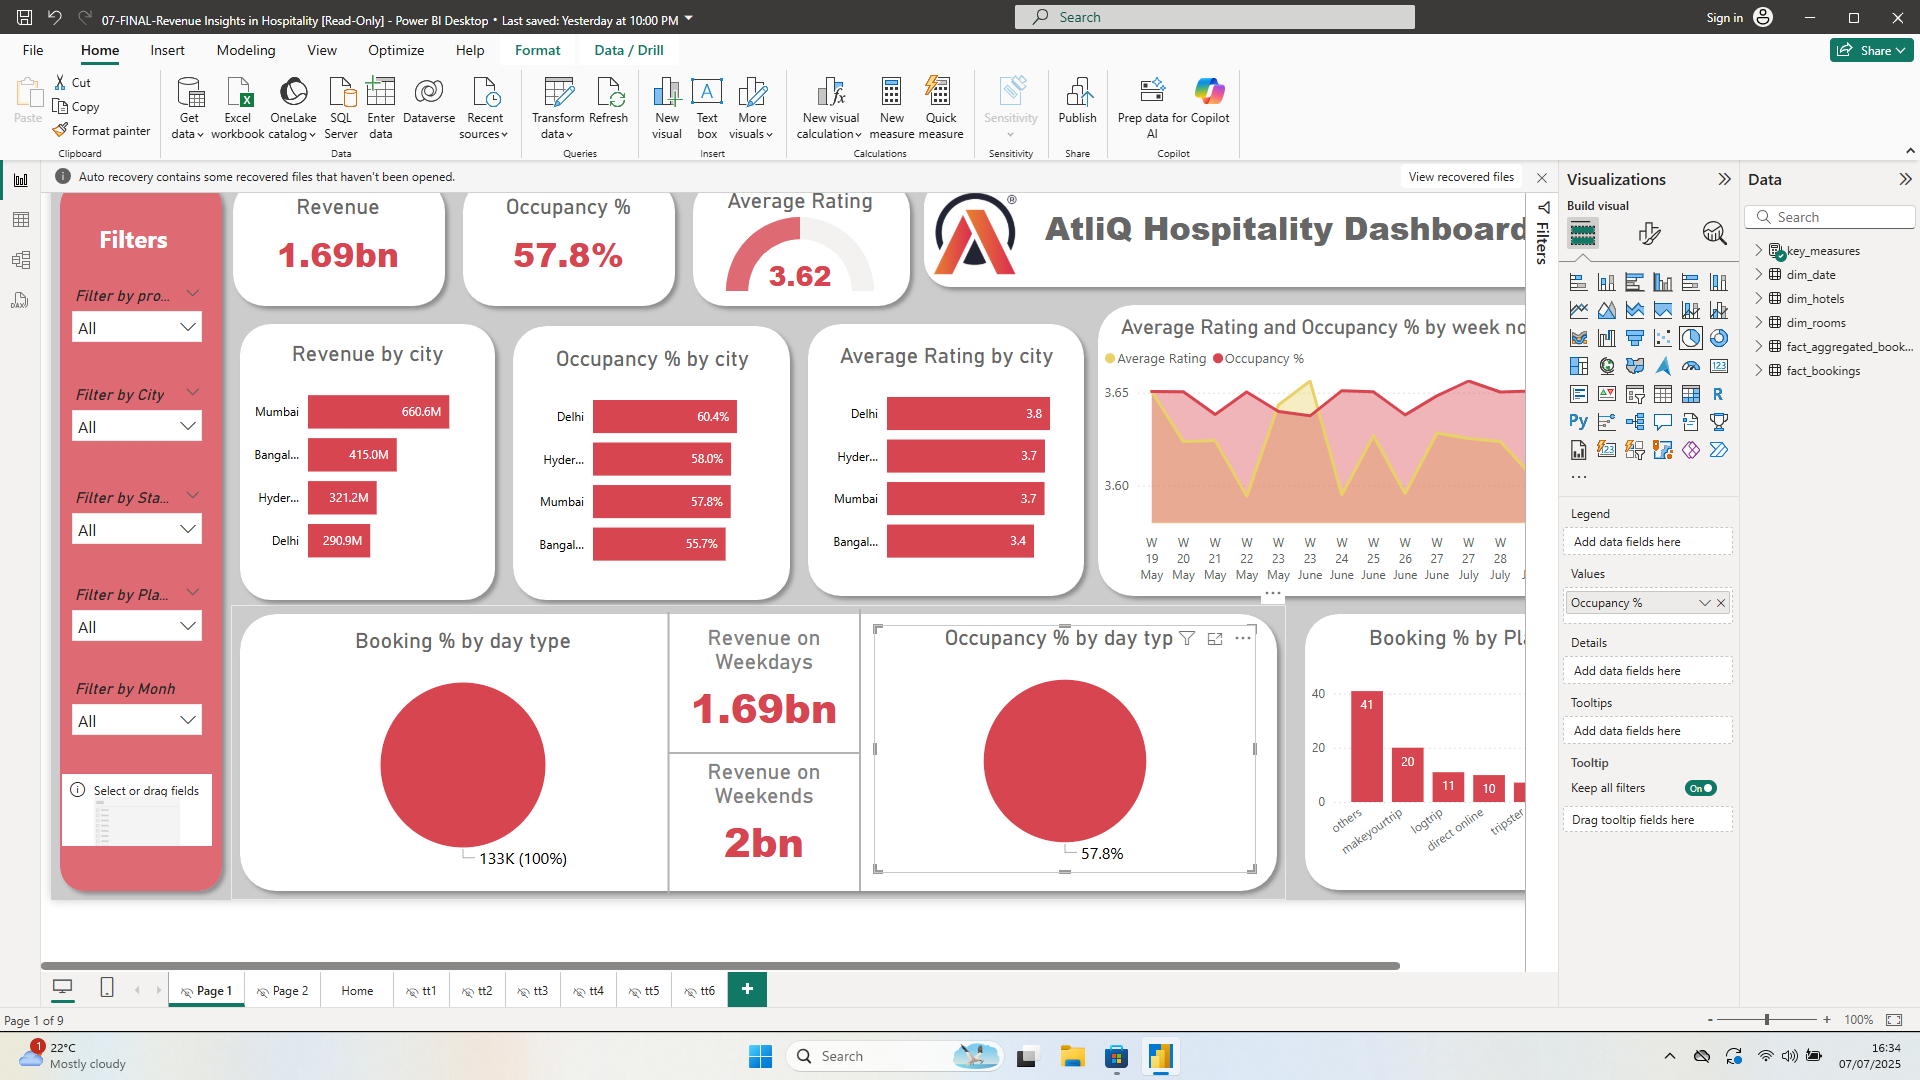 07-FINAL-Revenue Insights in Hospitality [Read-Only] - Power BI Desktop • Last saved: Yesterday at 10:00 PM
Search
Sign in
File
Home
Insert
Modeling
View
Optimize
Help
Format
Data / Drill
Share
Paste
Cut
Copy
Format painter
Clipboard
Get data
Excel workbook
OneLake catalog
SQL Server
Enter data
Dataverse
Recent sources
Data
Transform data
Refresh
Queries
New visual
Text box
More visuals
Insert
New visual calculation
New measure
Quick measure
Calculations
Sensitivity
Sensitivity
Publish
Share
Prep data for AI
Copilot
Copilot
Auto recovery contains some recovered files that haven't been opened.
View recovered files
Filters
Filter by pro...
All
Filter by City
All
Filter by Sta...
All
Filter by Pla...
All
Filter by Monh
All
Select or drag fields
Revenue
1.69bn
Occupancy %
57.8%
Average Rating
3.62
AtliQ Hospitality Dashboard
®
Revenue by city
Mumbai 660.6M
Bangal... 415.0M
Hyder... 321.2M
Delhi 290.9M
Occupancy % by city
Delhi 60.4%
Hyder... 58.0%
Mumbai 57.8%
Bangal... 55.7%
Average Rating by city
Delhi 3.8
Hyder... 3.7
Mumbai 3.7
Bangal... 3.4
Average Rating and Occupancy % by week no
Average Rating Occupancy %
3.65
3.60
W W W W W W W W W W W W
19 20 21 22 23 23 24 25 26 27 27 28
May May May May May June June June June June July July
Booking % by day type
133K (100%)
Revenue on
Weekdays
1.69bn
Revenue on
Weekends
2bn
Occupancy % by day typ
57.8%
Booking % by Pl
40
20
0
41
20
11
10
others
makeyourtrip
logtrip
direct online
tripster
Filters
Visualizations
Build visual
Legend
Add data fields here
Values
Occupancy %
Details
Add data fields here
Tooltips
Add data fields here
Tooltip
Keep all filters
On
Drag tooltip fields here
Data
Search
key_measures
dim_date
dim_hotels
dim_rooms
fact_aggregated_book...
fact_bookings
Page 1
Page 2
Home
tt1
tt2
tt3
tt4
tt5
tt6
+
Page 1 of 9
- + 100%
1
22°C
Mostly cloudy
Search
16:34
07/07/2025